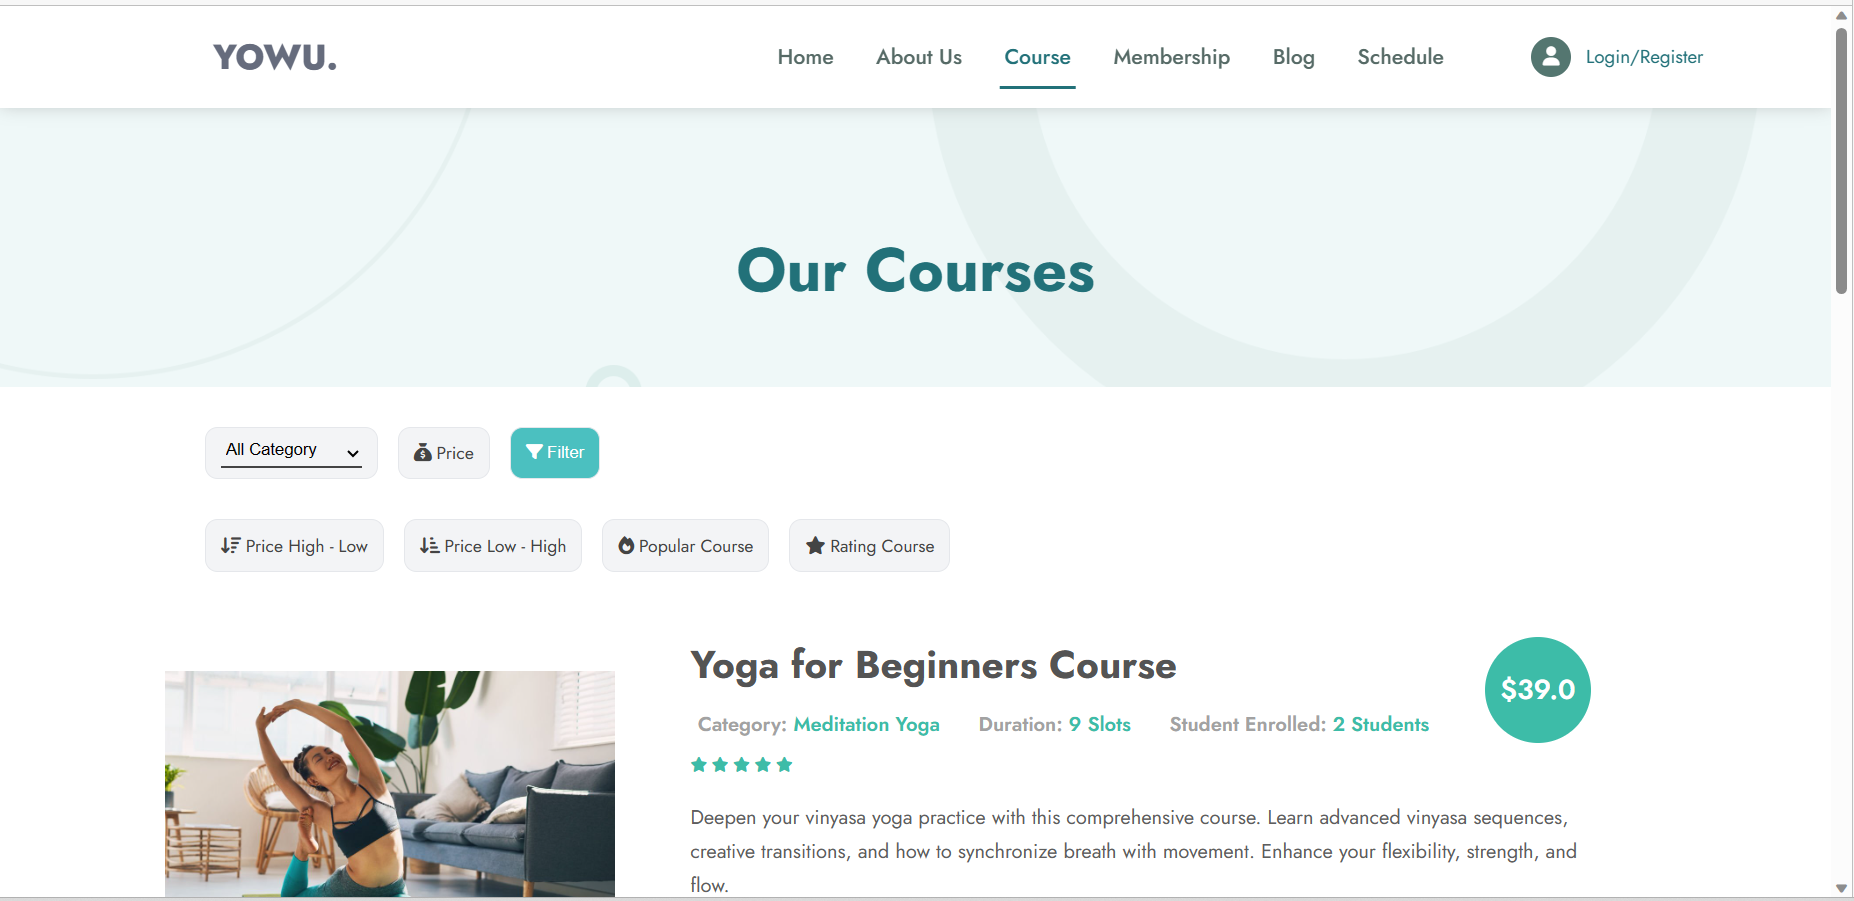 YOWU.
Home About Us Course Membership Blog Schedule Login/Register
Our Courses
All Category Price Filter
Price High - Low Price Low - High Popular Course Rating Course
Yoga for Beginners Course
$39.0
Category: Meditation Yoga Duration: 9 Slots Student Enrolled: 2 Students
Deepen your vinyasa yoga practice with this comprehensive course. Learn advanced vinyasa sequences,
creative transitions, and how to synchronize breath with movement. Enhance your flexibility, strength, and
flow.